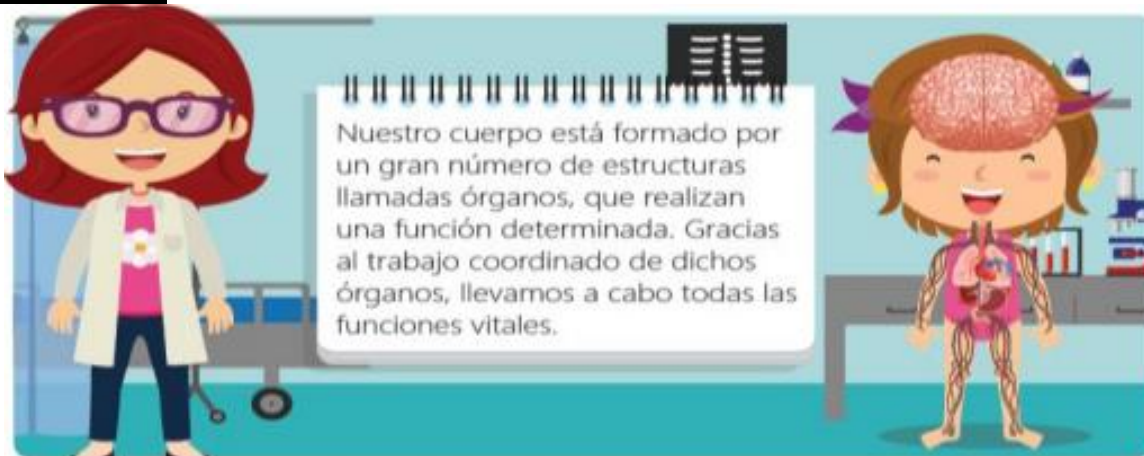 Nuestro cuerpo está formado por
un gran número de estructuras
llamadas órganos, que realizan
una función determinada. Gracias
al trabajo coordinado de dichos
órganos, llevamos a cabo todas las
funciones vitales.